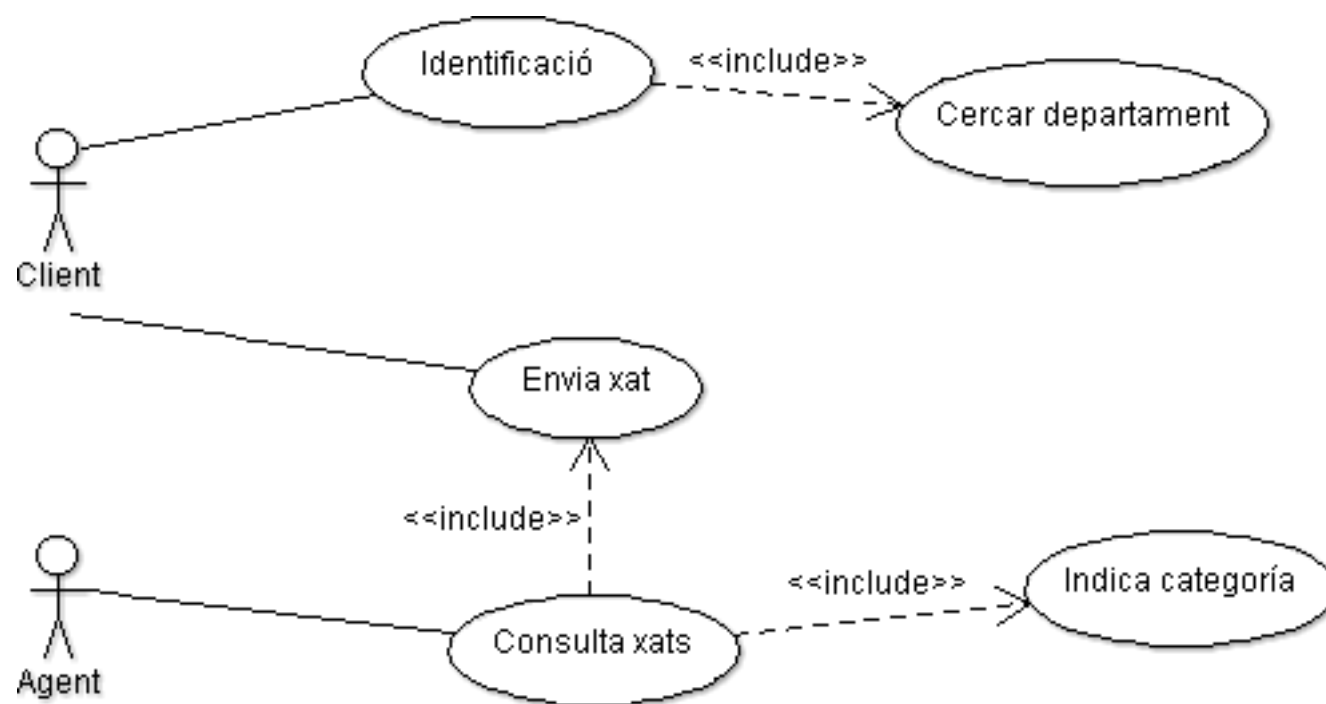 Identificació
<<include>>
Cercar departament
Client
Envia xat
<<include>>
Agent
Consulta xats
<<include>>
Indica categoría